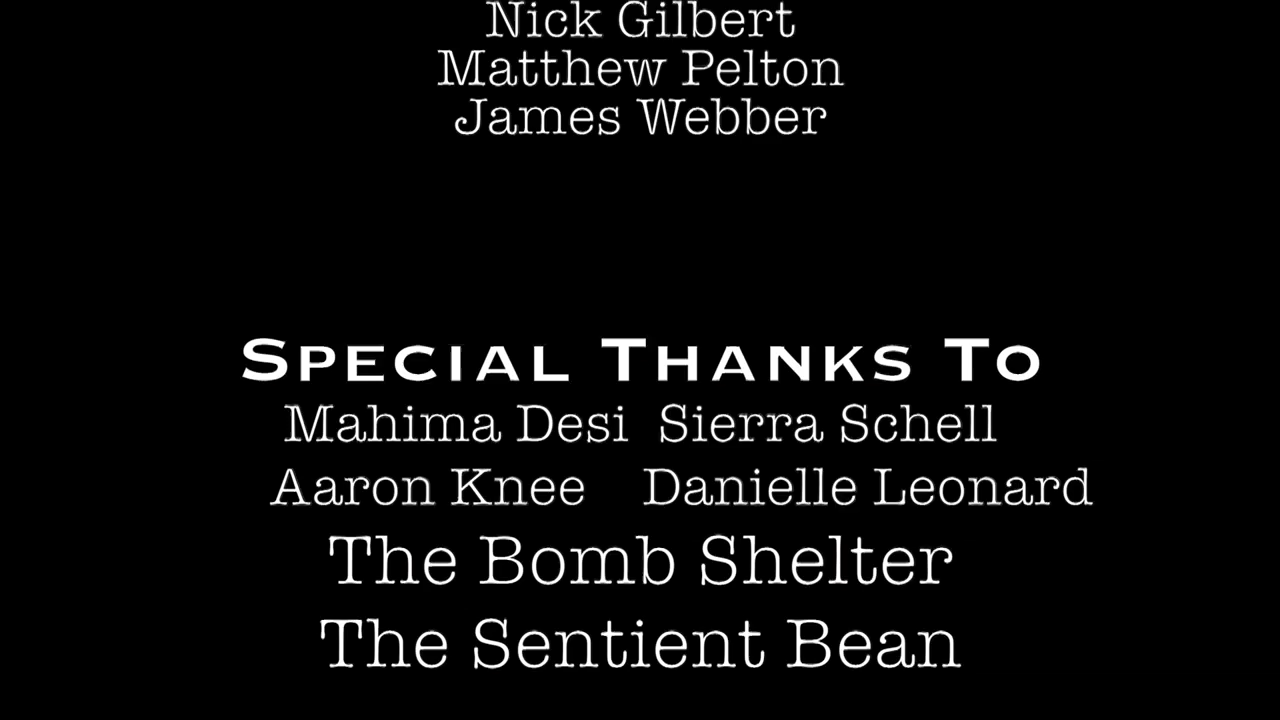 Nick Gilbert
Matthew Pelton
James Webber
Special Thanks To
Mahima Desi Sierra Schell
Aaron Knee Danielle Leonard
The Bomb Shelter
The Sentient Bean